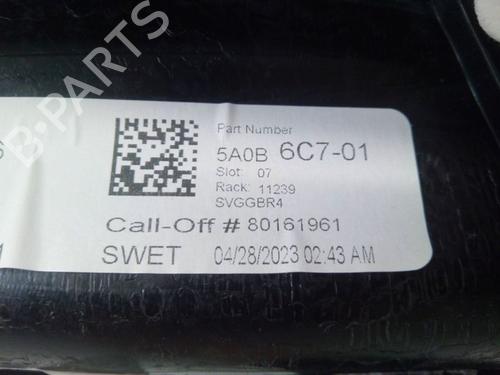 B-PARTS
Part Number
5A0B 6C7-01
Slot: 07
Rack: 11239
SVGGBR4
Call-Off # 80161961
SWET 04/28/2023 02:43 AM